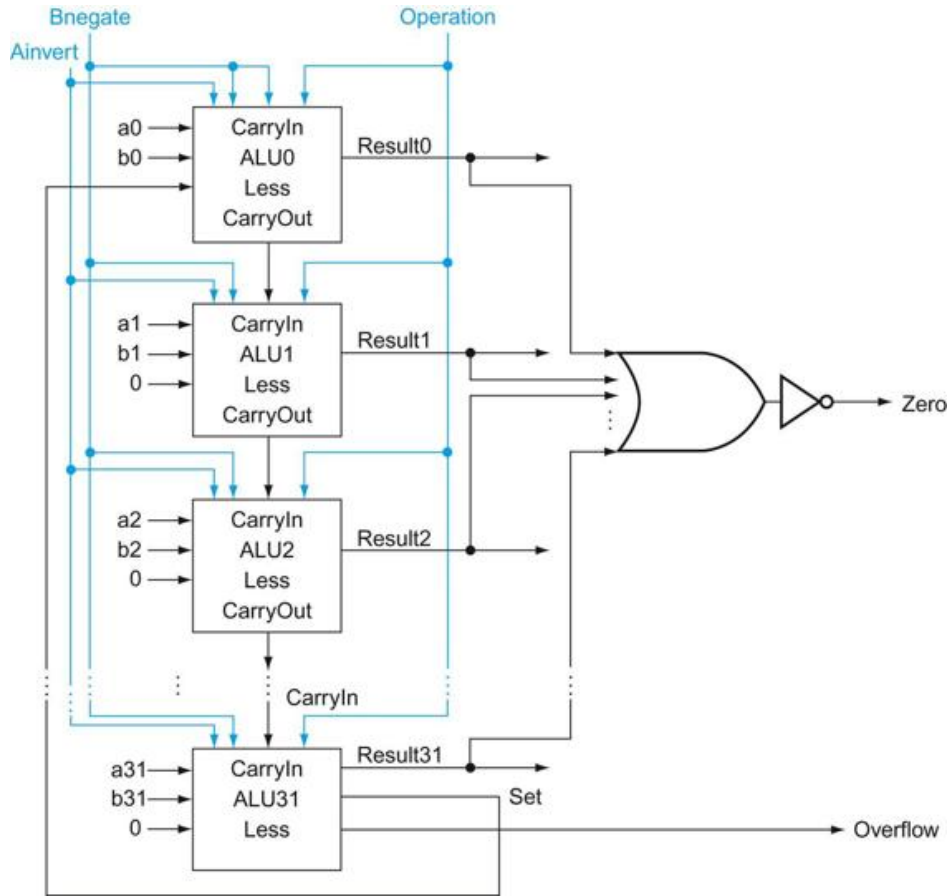 Bnegate
Operation
Ainvert
a0
b0
CarryIn
ALU0
Less
CarryOut
Result0
a1
b1
0
CarryIn
ALU1
Less
CarryOut
Result1
Zero
a2
b2
0
CarryIn
ALU2
Less
CarryOut
Result2
CarryIn
a31
b31
0
CarryIn
ALU31
Less
Result31
Set
Overflow